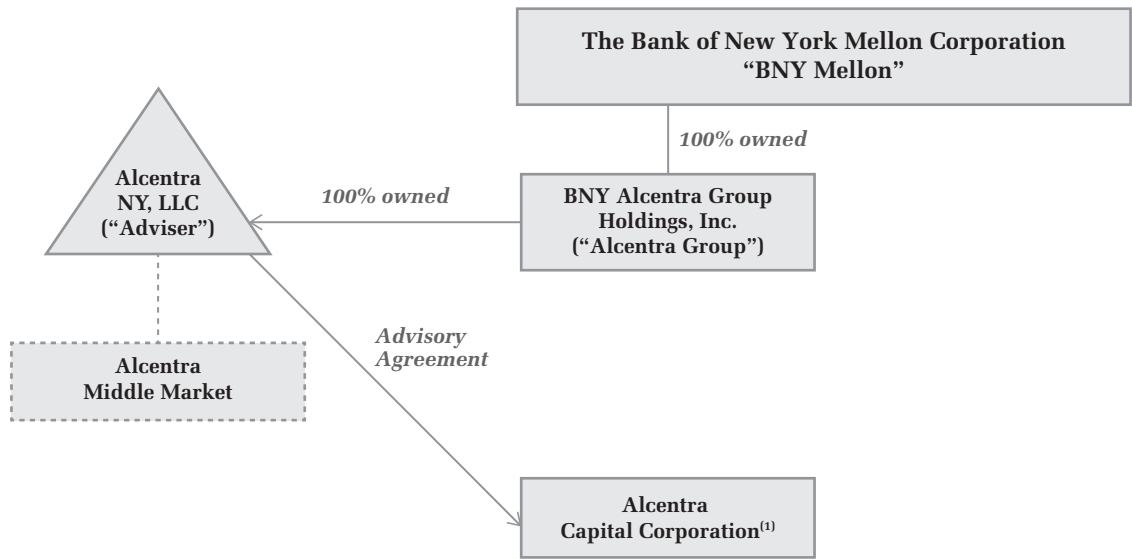 The Bank of New York Mellon Corporation
“BNY Mellon”
100% owned
Alcentra
NY, LLC
(“Adviser”)
100% owned
BNY Alcentra Group
Holdings, Inc.
(“Alcentra Group”)
Advisory
Agreement
Alcentra
Middle Market
Alcentra
Capital Corporation(1)